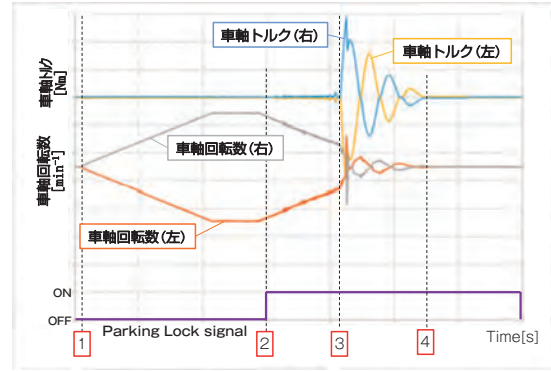 車軸トルク(右)
車軸トルク(左)
車軸トルク
[Nm]
車軸回転数(右)
車軸回転数
[min⁻¹]
車軸回転数(左)
ON
OFF
Parking Lock signal
Time[s]
1
2
3
4